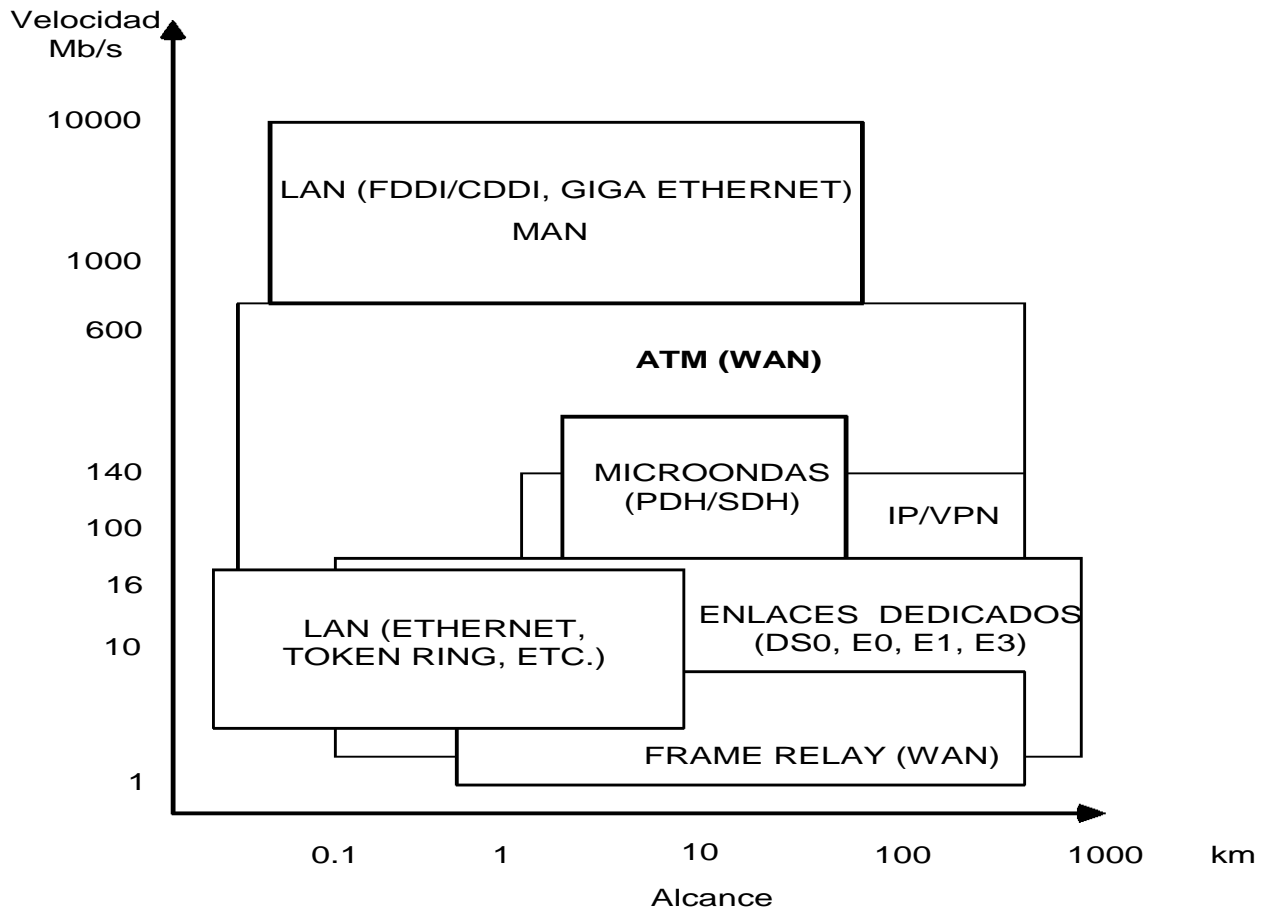 Velocidad
Mb/s
10000
LAN (FDDI/CDDI, GIGA ETHERNET)
MAN
1000
600
ATM (WAN)
140
MICROONDAS
(PDH/SDH)
100
IP/VPN
16
ENLACES DEDICADOS
(DS0, E0, E1, E3)
LAN (ETHERNET,
TOKEN RING, ETC.)
10
FRAME RELAY (WAN)
1
0.1 1 10 100 1000 km
Alcance